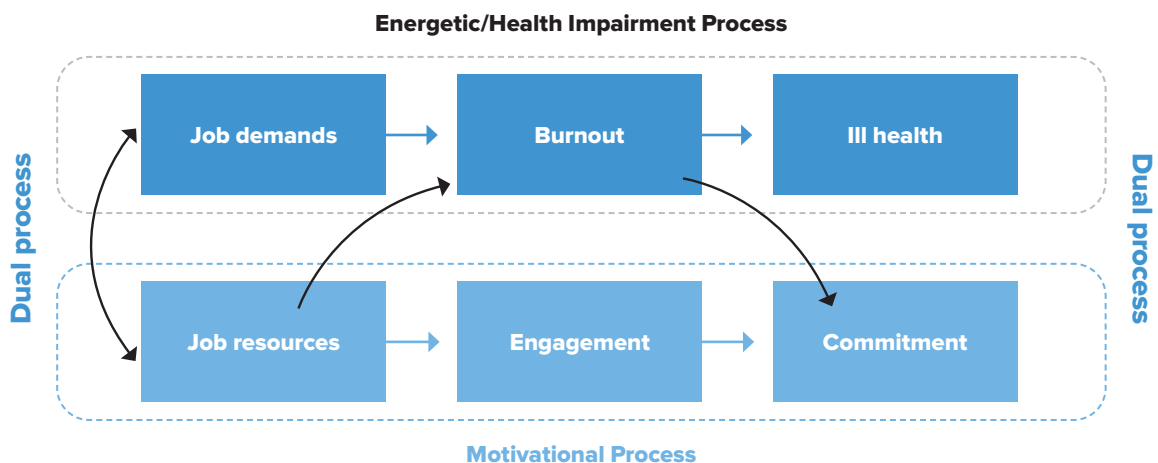 Energetic/Health Impairment Process
Job demands
Burnout
Ill health
Dual process
Dual process
Job resources
Engagement
Commitment
Motivational Process